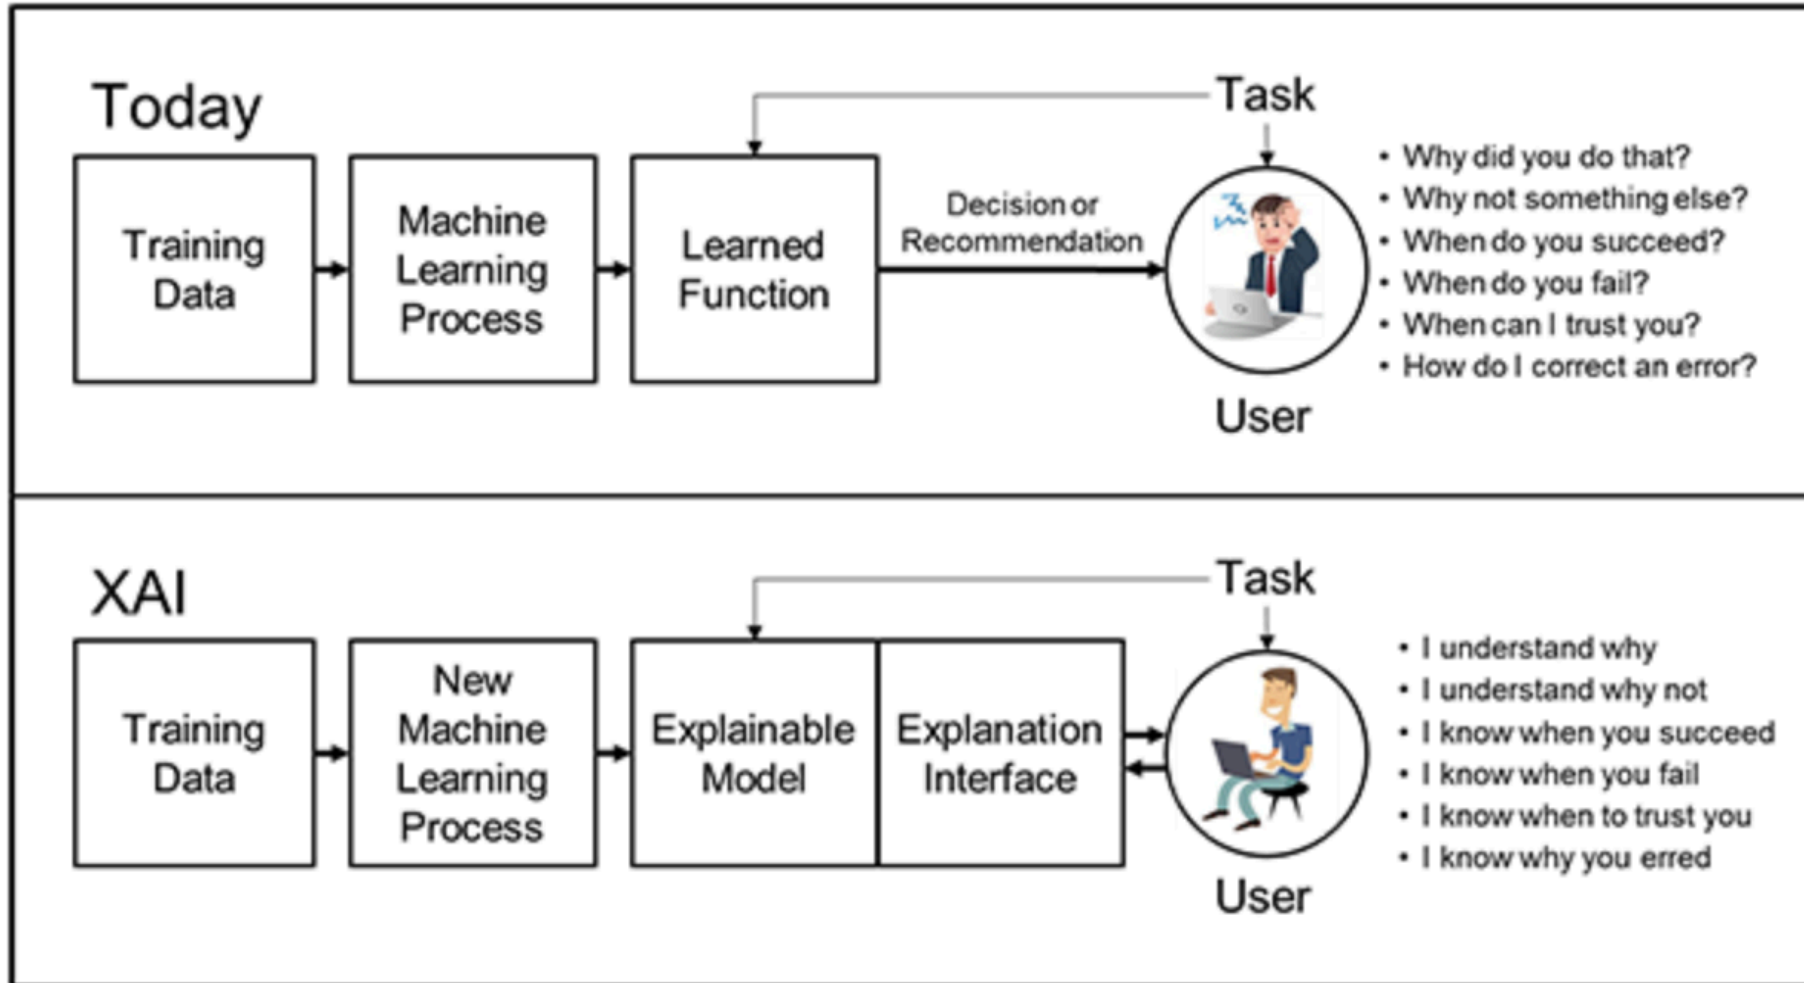 Today
Task
Training
Data
Machine
Learning
Process
Learned
Function
Decision or
Recommendation
User
• Why did you do that?
• Why not something else?
• When do you succeed?
• When do you fail?
• When can I trust you?
• How do I correct an error?
XAI
Task
Training
Data
New
Machine
Learning
Process
Explainable
Model
Explanation
Interface
User
• I understand why
• I understand why not
• I know when you succeed
• I know when you fail
• I know when to trust you
• I know why you erred